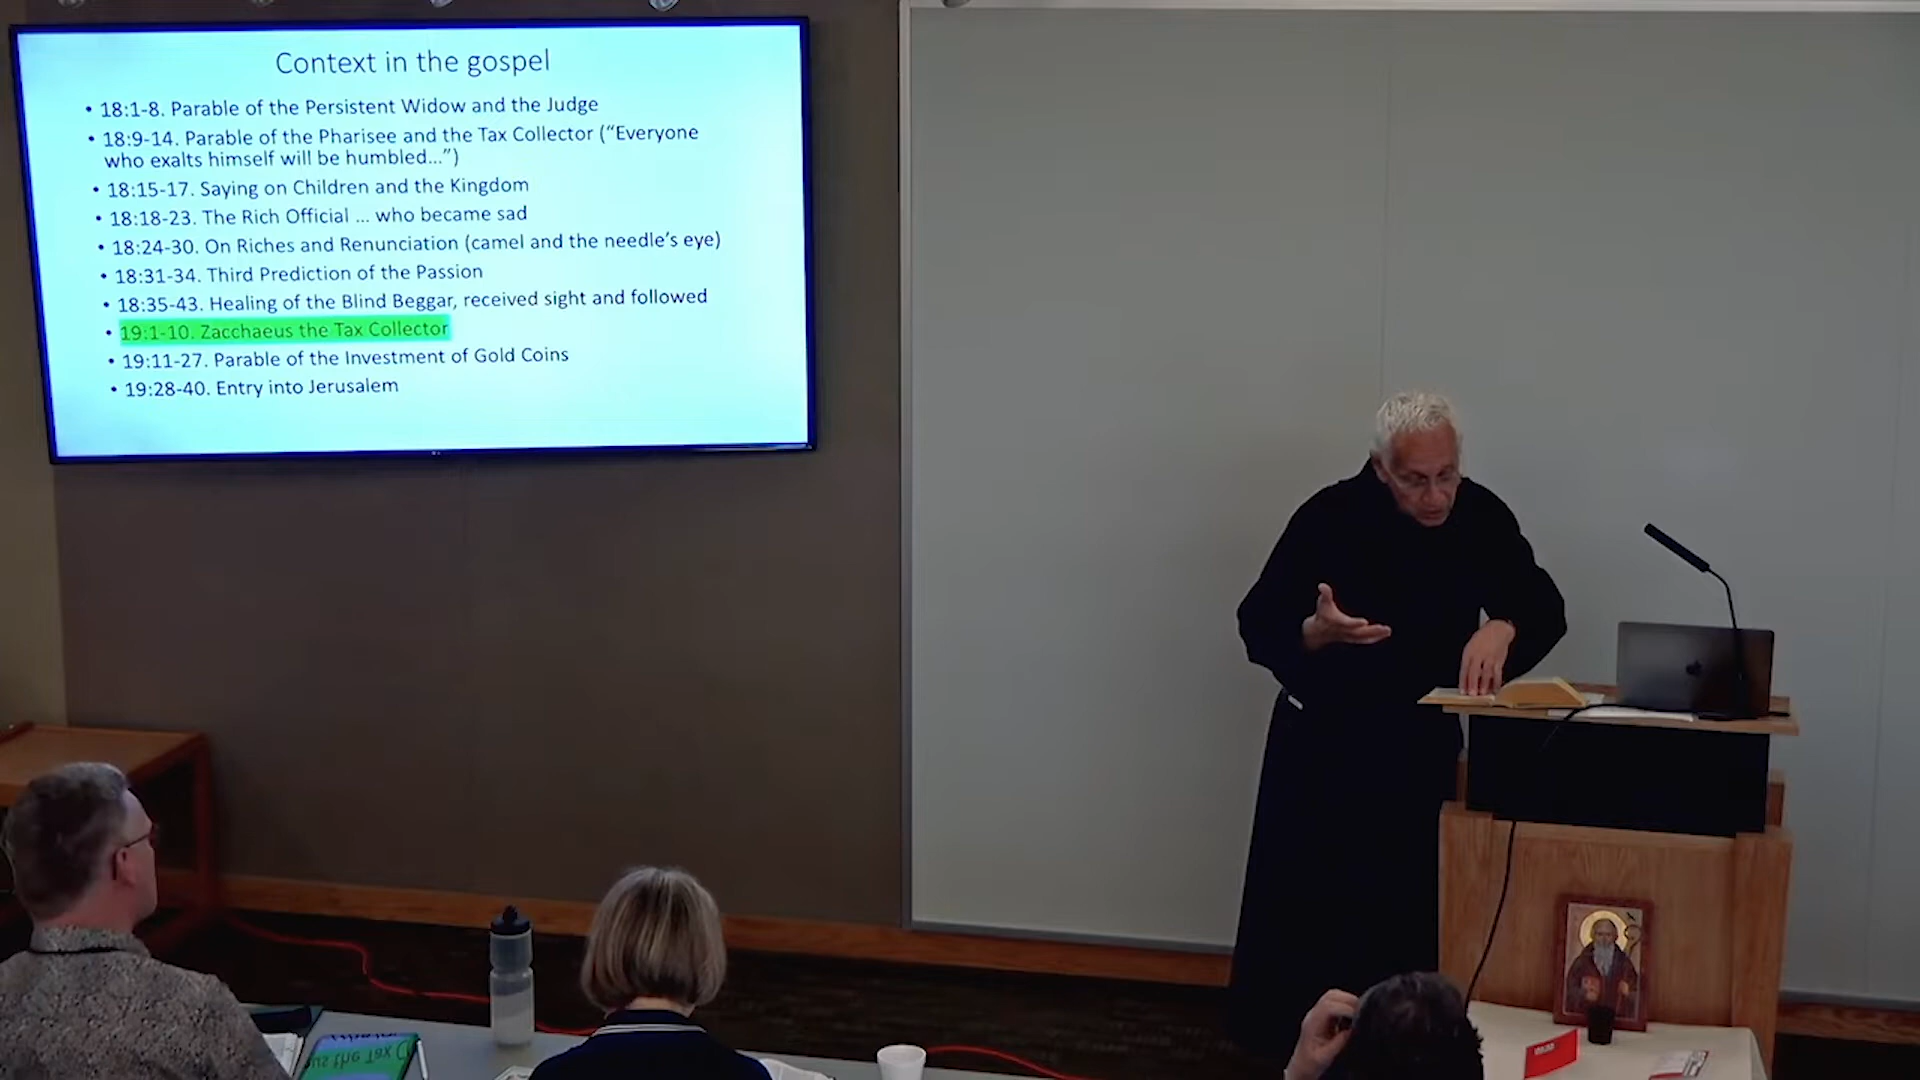 Context in the gospel
• 18:1-8. Parable of the Persistent Widow and the Judge
• 18:9-14. Parable of the Pharisee and the Tax Collector (“Everyone
who exalts himself will be humbled...”)
• 18:15-17. Saying on Children and the Kingdom
• 18:18-23. The Rich Official ... who became sad
• 18:24-30. On Riches and Renunciation (camel and the needle’s eye)
• 18:31-34. Third Prediction of the Passion
• 18:35-43. Healing of the Blind Beggar, received sight and followed
• 19:1-10. Zacchaeus the Tax Collector
• 19:11-27. Parable of the Investment of Gold Coins
• 19:28-40. Entry into Jerusalem
the Tax